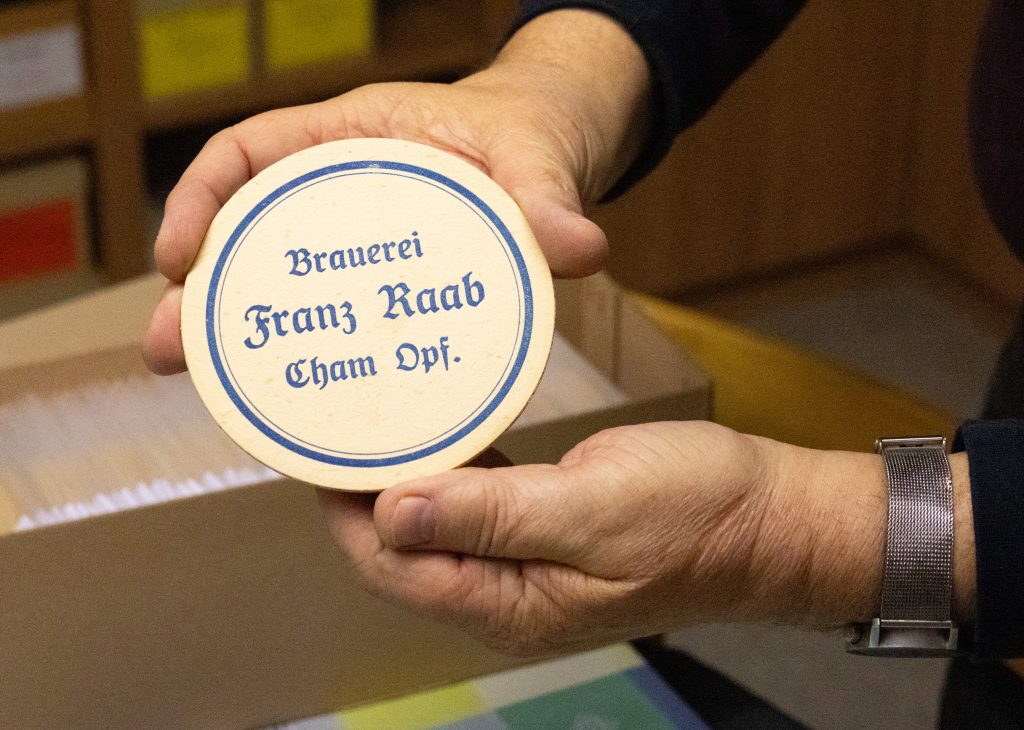 Brauerei
Franz Raab
Cham Opf.